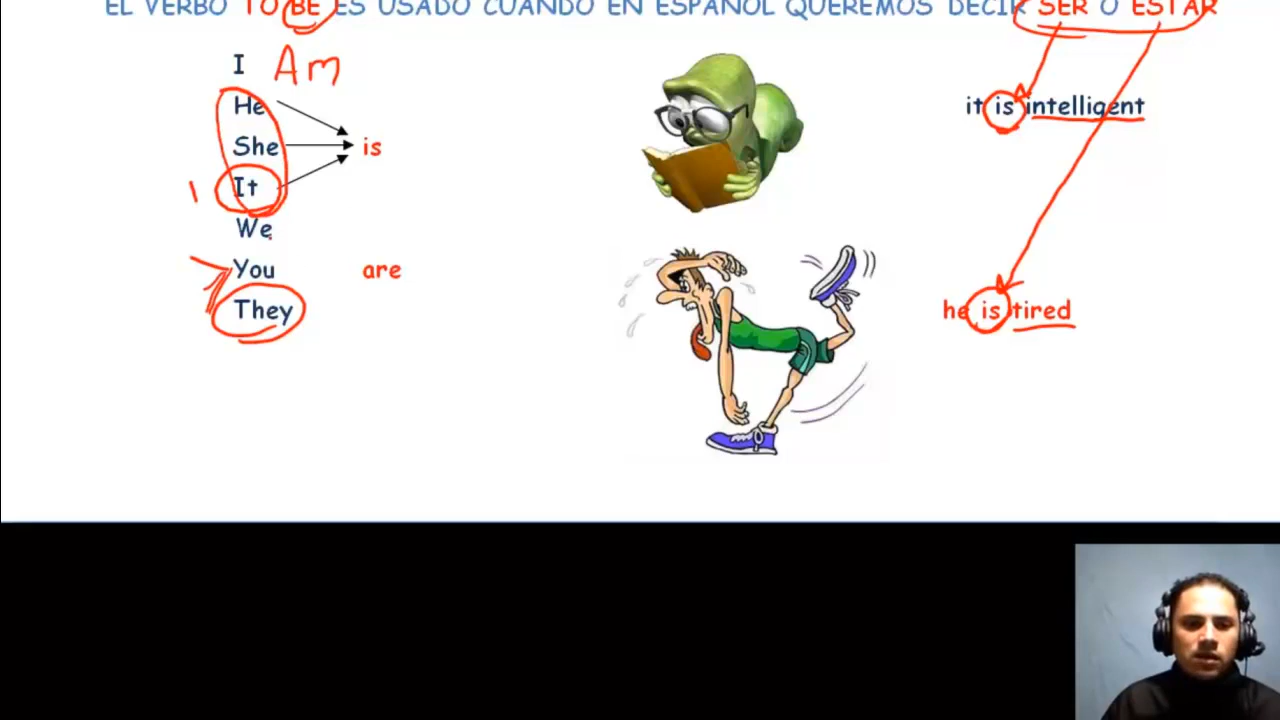 EL VERBO TO BE ES USADO CUANDO EN ESPAÑOL QUEREMOS DECIR SER O ESTAR
I Am
He
She is
It
We
You are
They
it is intelligent
he is tired